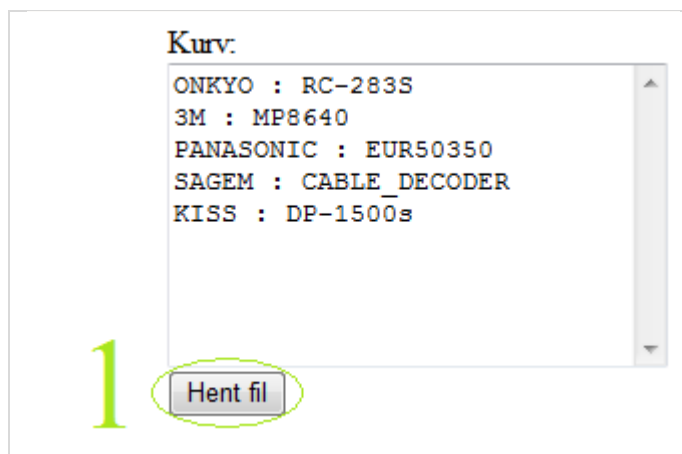 Kurv:
ONKYO : RC-283S
3M : MP8640
PANASONIC : EUR50350
SAGEM : CABLE_DECODER
KISS : DP-1500s
1
Hent fil